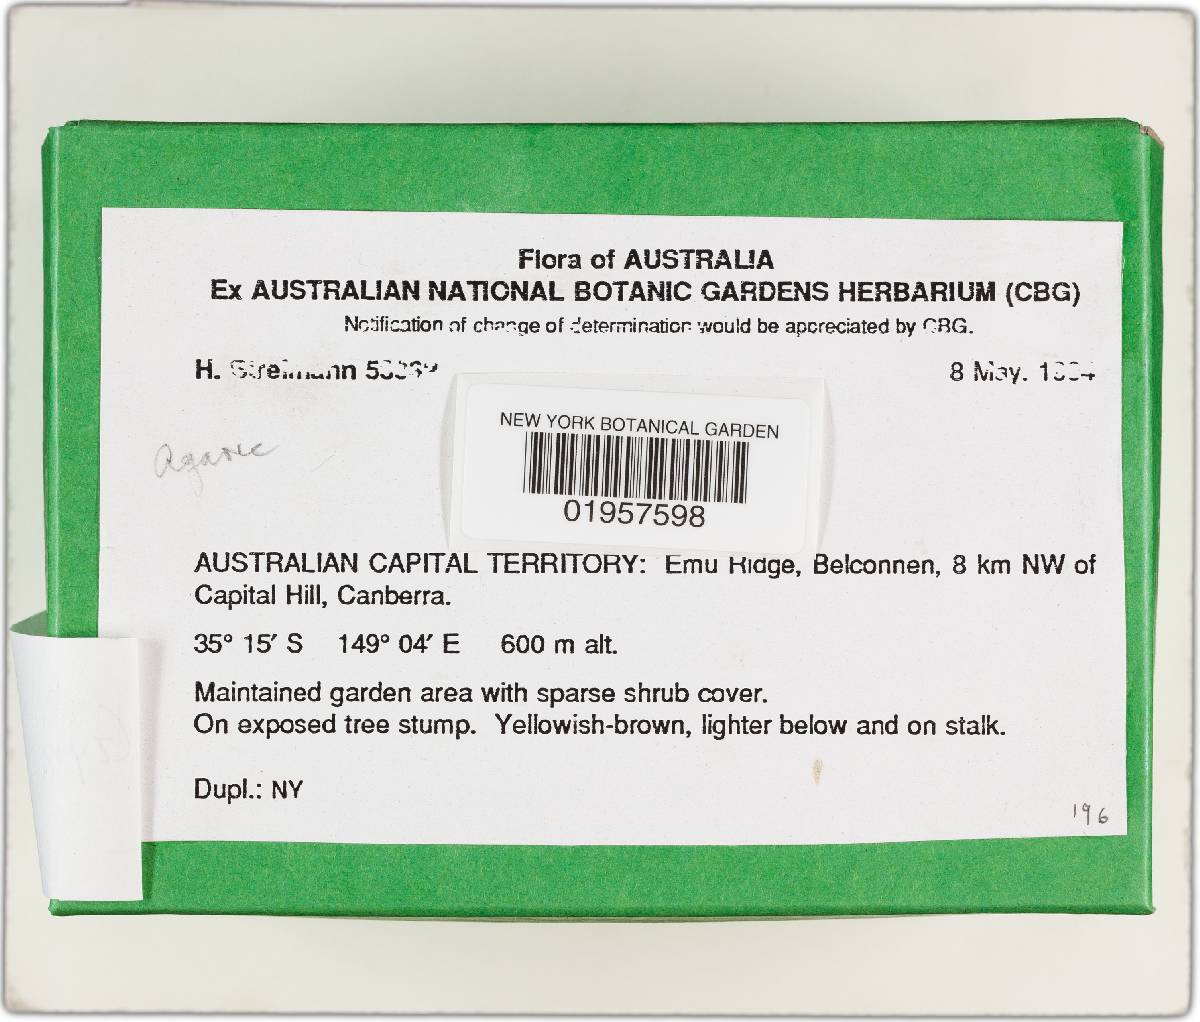 Flora of AUSTRALIA
Ex AUSTRALIAN NATIONAL BOTANIC GARDENS HERBARIUM (CBG)
Notification of change of determination would be appreciated by CBG.
H.
8 May.
NEW YORK BOTANICAL GARDEN
01957598
Agaric
AUSTRALIAN CAPITAL TERRITORY: Emu Ridge, Belconnen, 8 km NW of
Capital Hill, Canberra.
35° 15′ S 149° 04′ E 600 m alt.
Maintained garden area with sparse shrub cover.
On exposed tree stump. Yellowish-brown, lighter below and on stalk.
Dupl.: NY
196